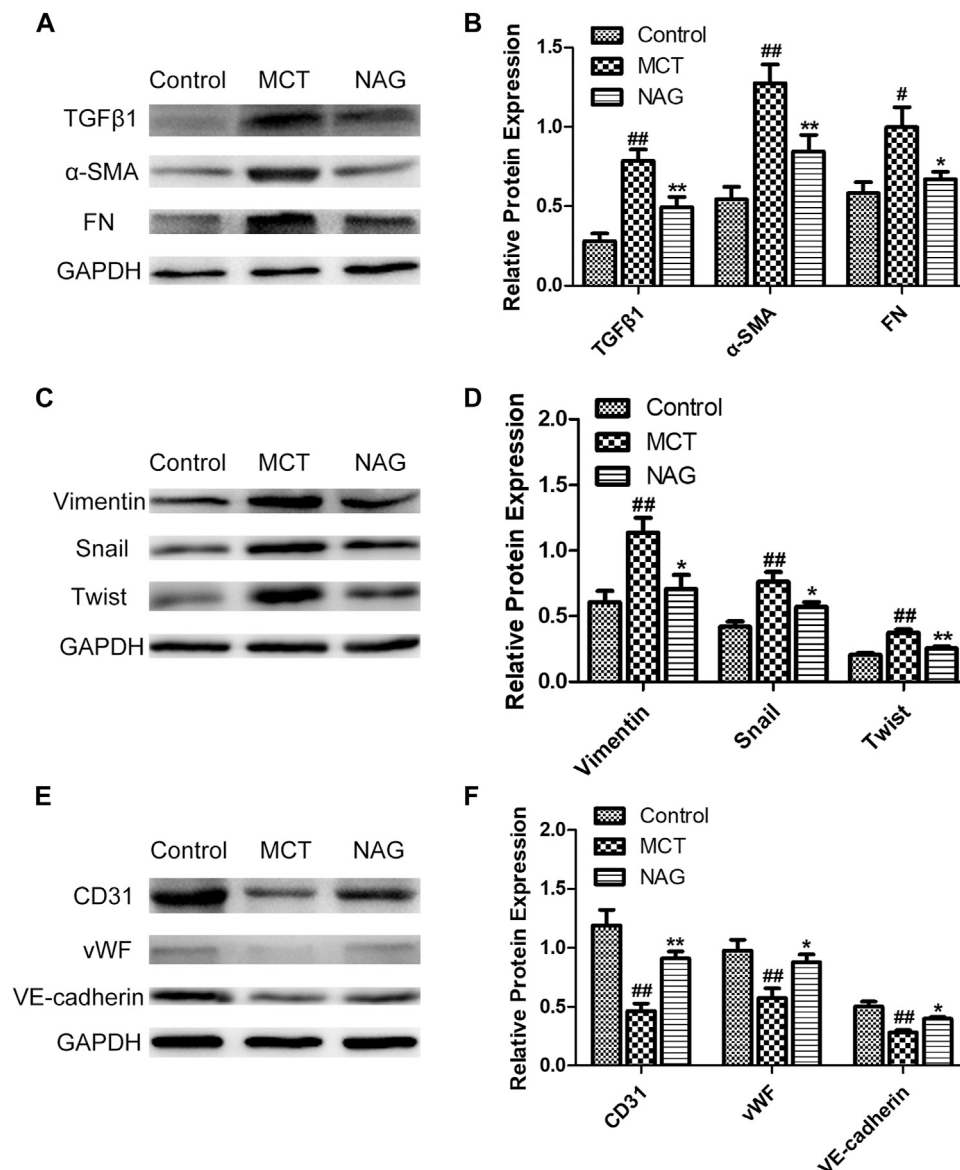 A
Control MCT NAG
TGFβ1
α-SMA
FN
GAPDH
B
Relative Protein Expression
Control
MCT
NAG
1.5
1.0
0.5
0.0
## ** ## ** # *
TGFβ1 α-SMA FN
C
Control MCT NAG
Vimentin
Snail
Twist
GAPDH
D
Relative Protein Expression
Control
MCT
NAG
2.0
1.5
1.0
0.5
0.0
## * ## * ## **
Vimentin Snail Twist
E
Control MCT NAG
CD31
vWF
VE-cadherin
GAPDH
F
Relative Protein Expression
Control
MCT
NAG
2.0
1.5
1.0
0.5
0.0
## ** ## * ## *
CD31 vWF VE-cadherin